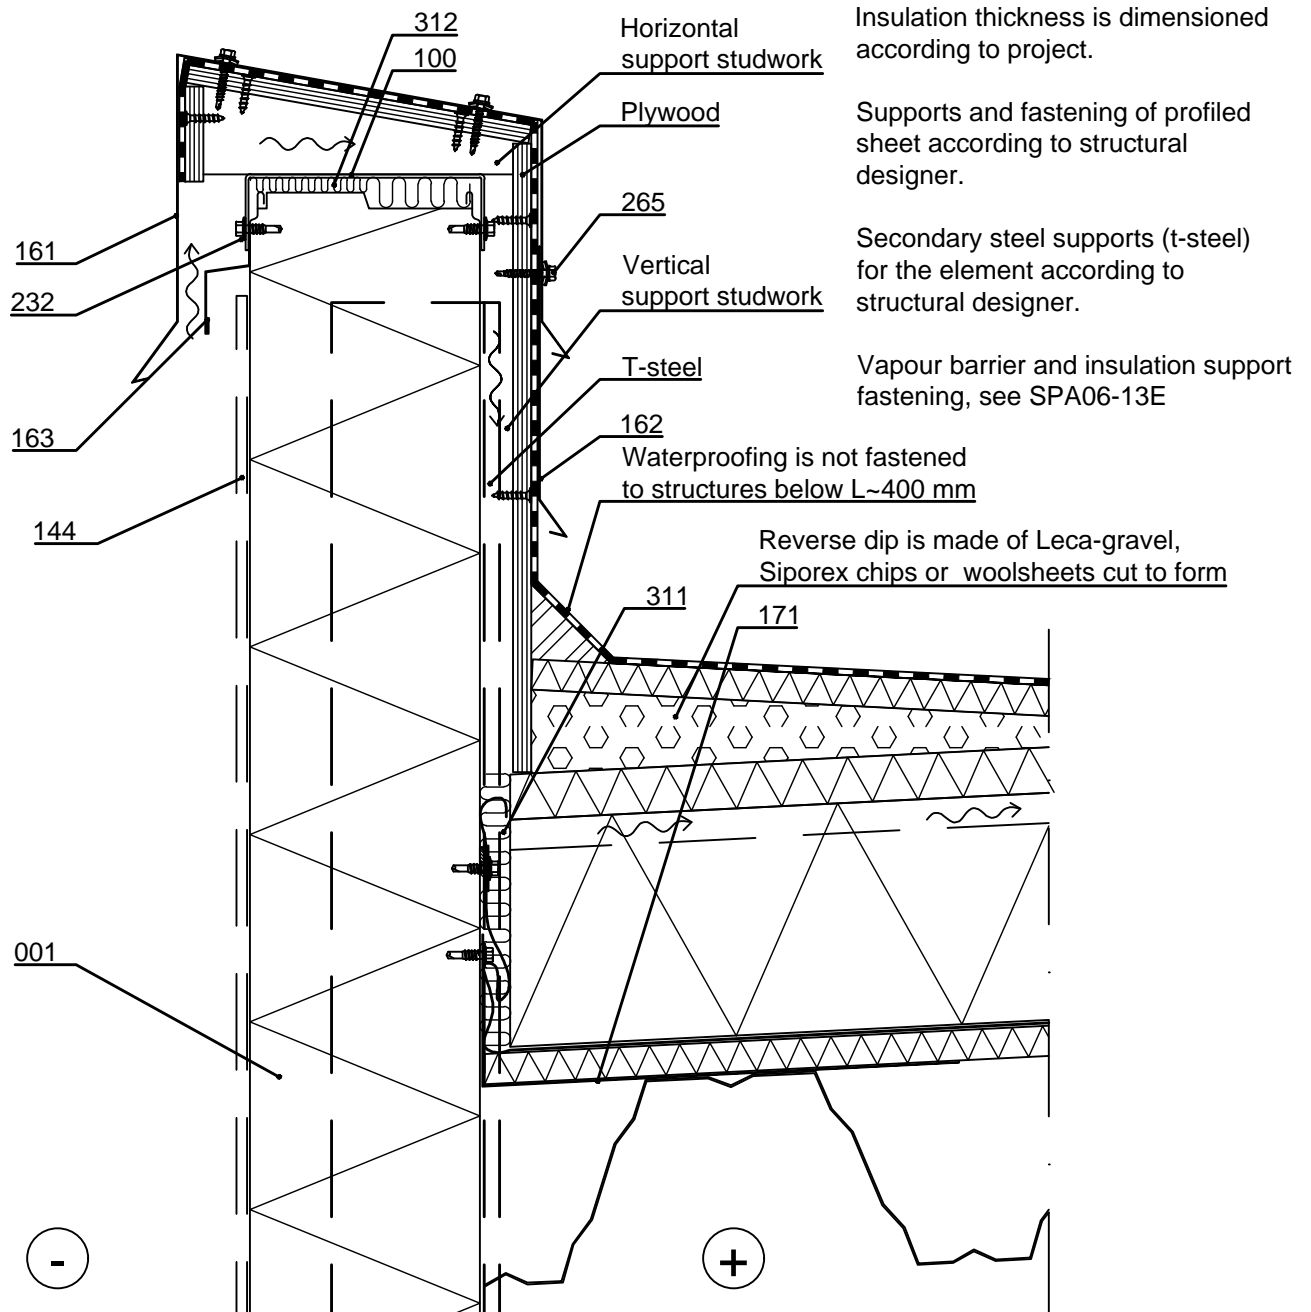 312
100
Horizontal
support studwork
Plywood
265
Vertical
support studwork
T-steel
162
Waterproofing is not fastened
to structures below L~400 mm
Reverse dip is made of Leca-gravel,
Siporex chips or woolsheets cut to form
311
171
161
232
163
144
001
Insulation thickness is dimensioned
according to project.
Supports and fastening of profiled
sheet according to structural
designer.
Secondary steel supports (t-steel)
for the element according to
structural designer.
Vapour barrier and insulation support
fastening, see SPA06-13E
-
+